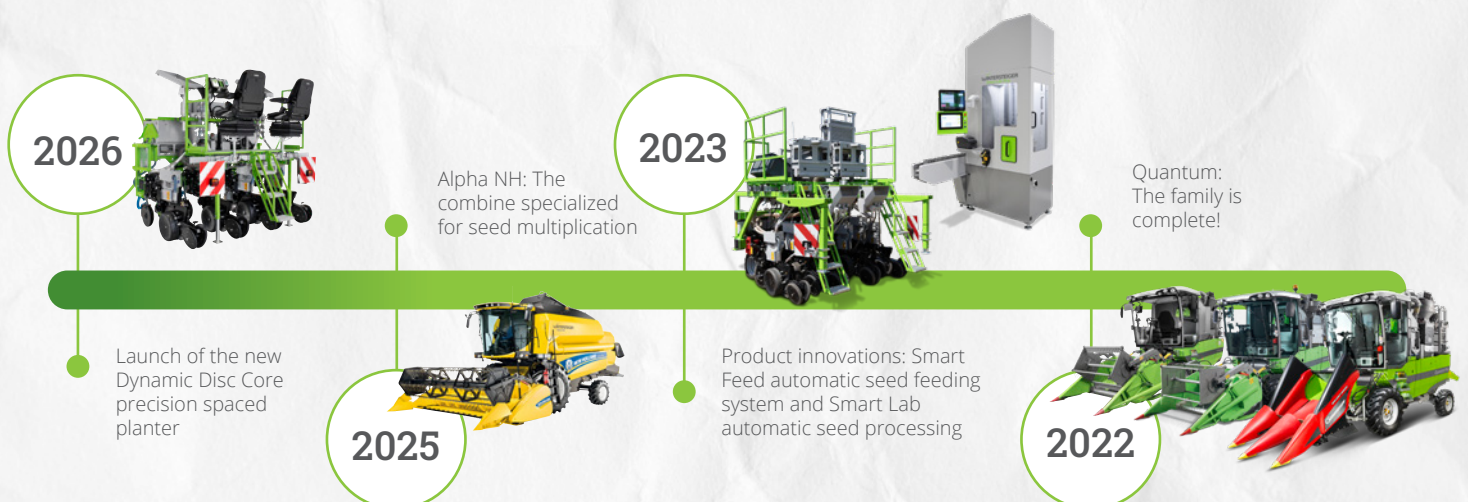 2026
Launch of the new
Dynamic Disc Core
precision spaced
planter
Alpha NH: The
combine specialized
for seed multiplication
2025
2023
Product innovations: Smart
Feed automatic seed feeding
system and Smart Lab
automatic seed processing
Quantum:
The family is
complete!
2022